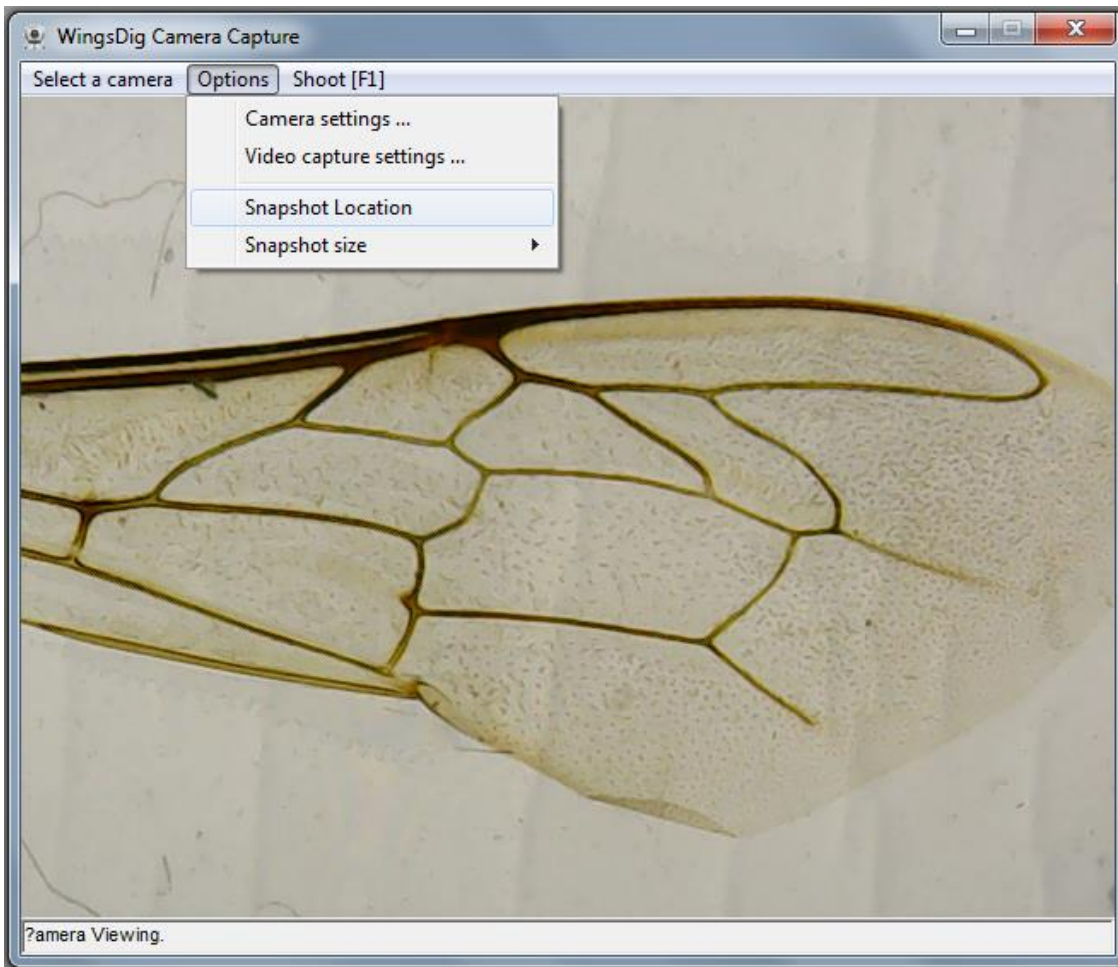 WingsDig Camera Capture
Select a camera Options Shoot [F1]
Camera settings ...
Video capture settings ...
Snapshot Location
Snapshot size
?amera Viewing.